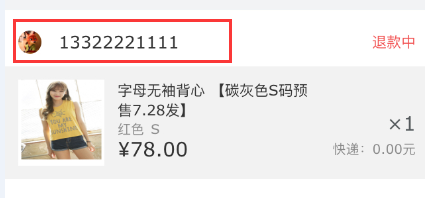 13322221111
退款中
字母无袖背心 【碳灰色S码预
售7.28发】
红色 S
¥78.00
×1
快递：0.00元